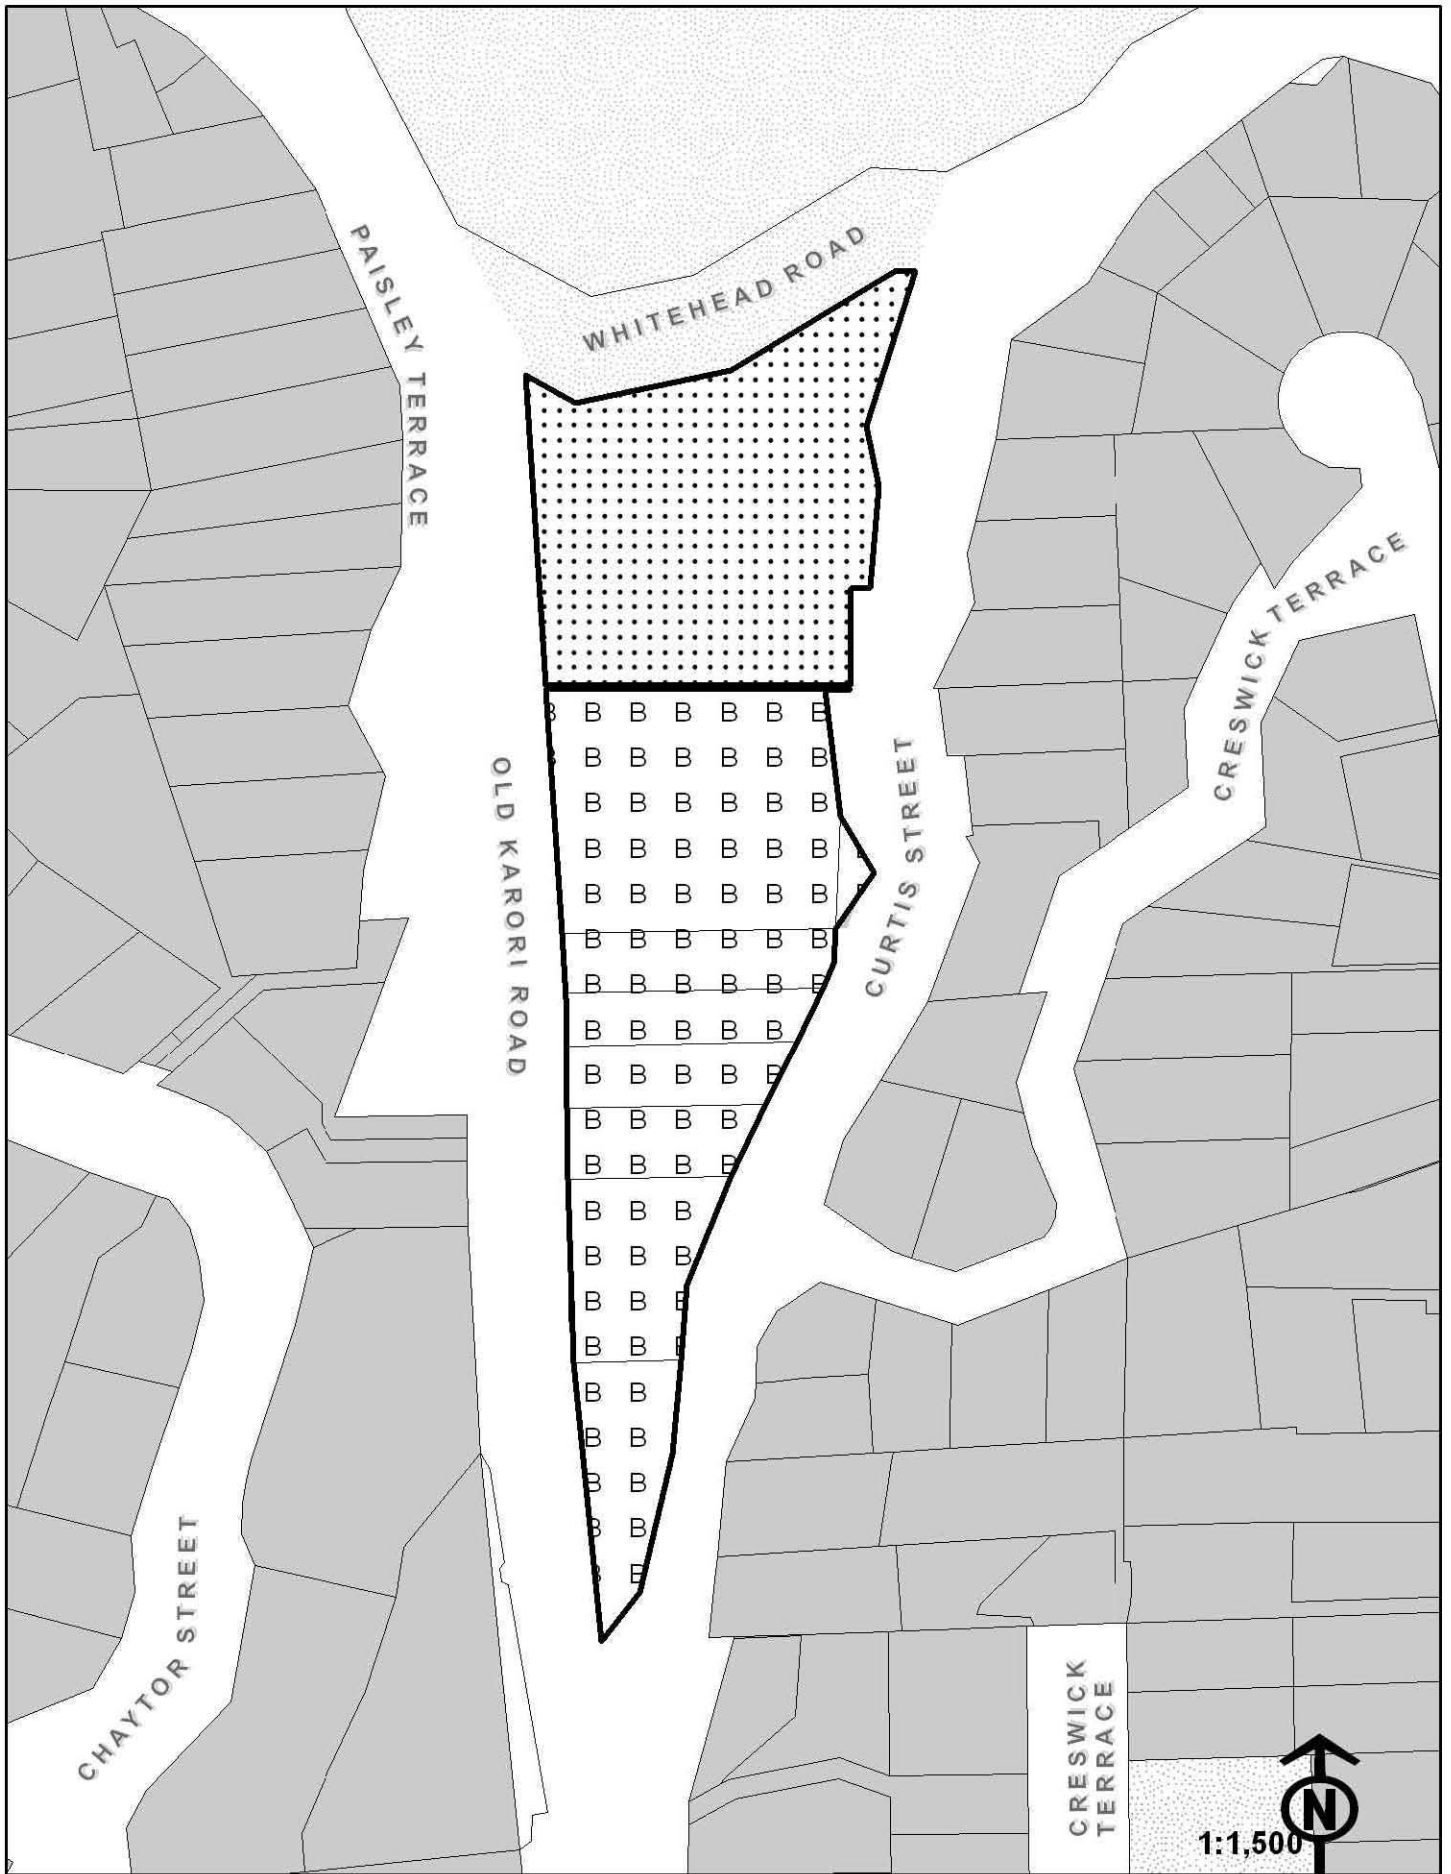 WHITEHEAD ROAD
PAISLEY TERRACE
CRESWICK TERRACE
B B B B B B B
B B B B B B
B B B B B B
B B B B B B
B B B B B B
B B B B B B
B B B B B B
B B B B B
B B B B B
B B B B
B B B B
B B B
B B B
B B B
B B B
B B
B B
B B
B B
B
OLD KARORI ROAD
CURTIS STREET
CHAYTOR STREET
CRESWICK
TERRACE
N
1:1,500